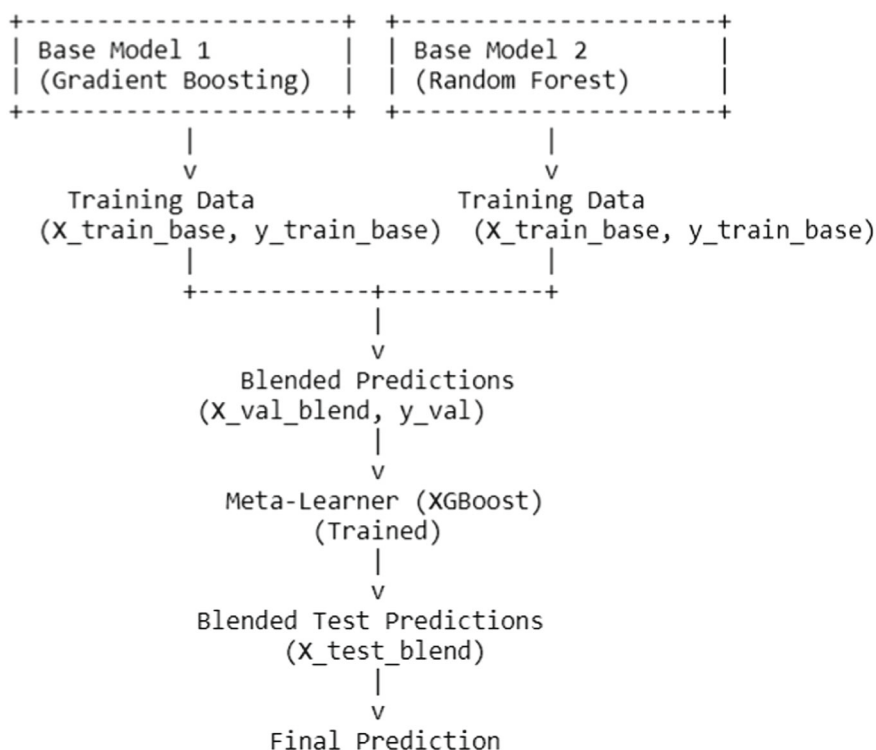 +-----------------------+  +-----------------------+
| Base Model 1          |  | Base Model 2          |
| (Gradient Boosting)   |  | (Random Forest)       |
+-----------------------+  +-----------------------+
            |                          |
            v                          v
    Training Data              Training Data
(X_train_base, y_train_base)  (X_train_base, y_train_base)
            |                          |
            +------------+-----------+
                         |
                         v
                Blended Predictions
              (X_val_blend, y_val)
                         |
                         v
               Meta-Learner (XGBoost)
                     (Trained)
                         |
                         v
             Blended Test Predictions
                   (X_test_blend)
                         |
                         v
                  Final Prediction